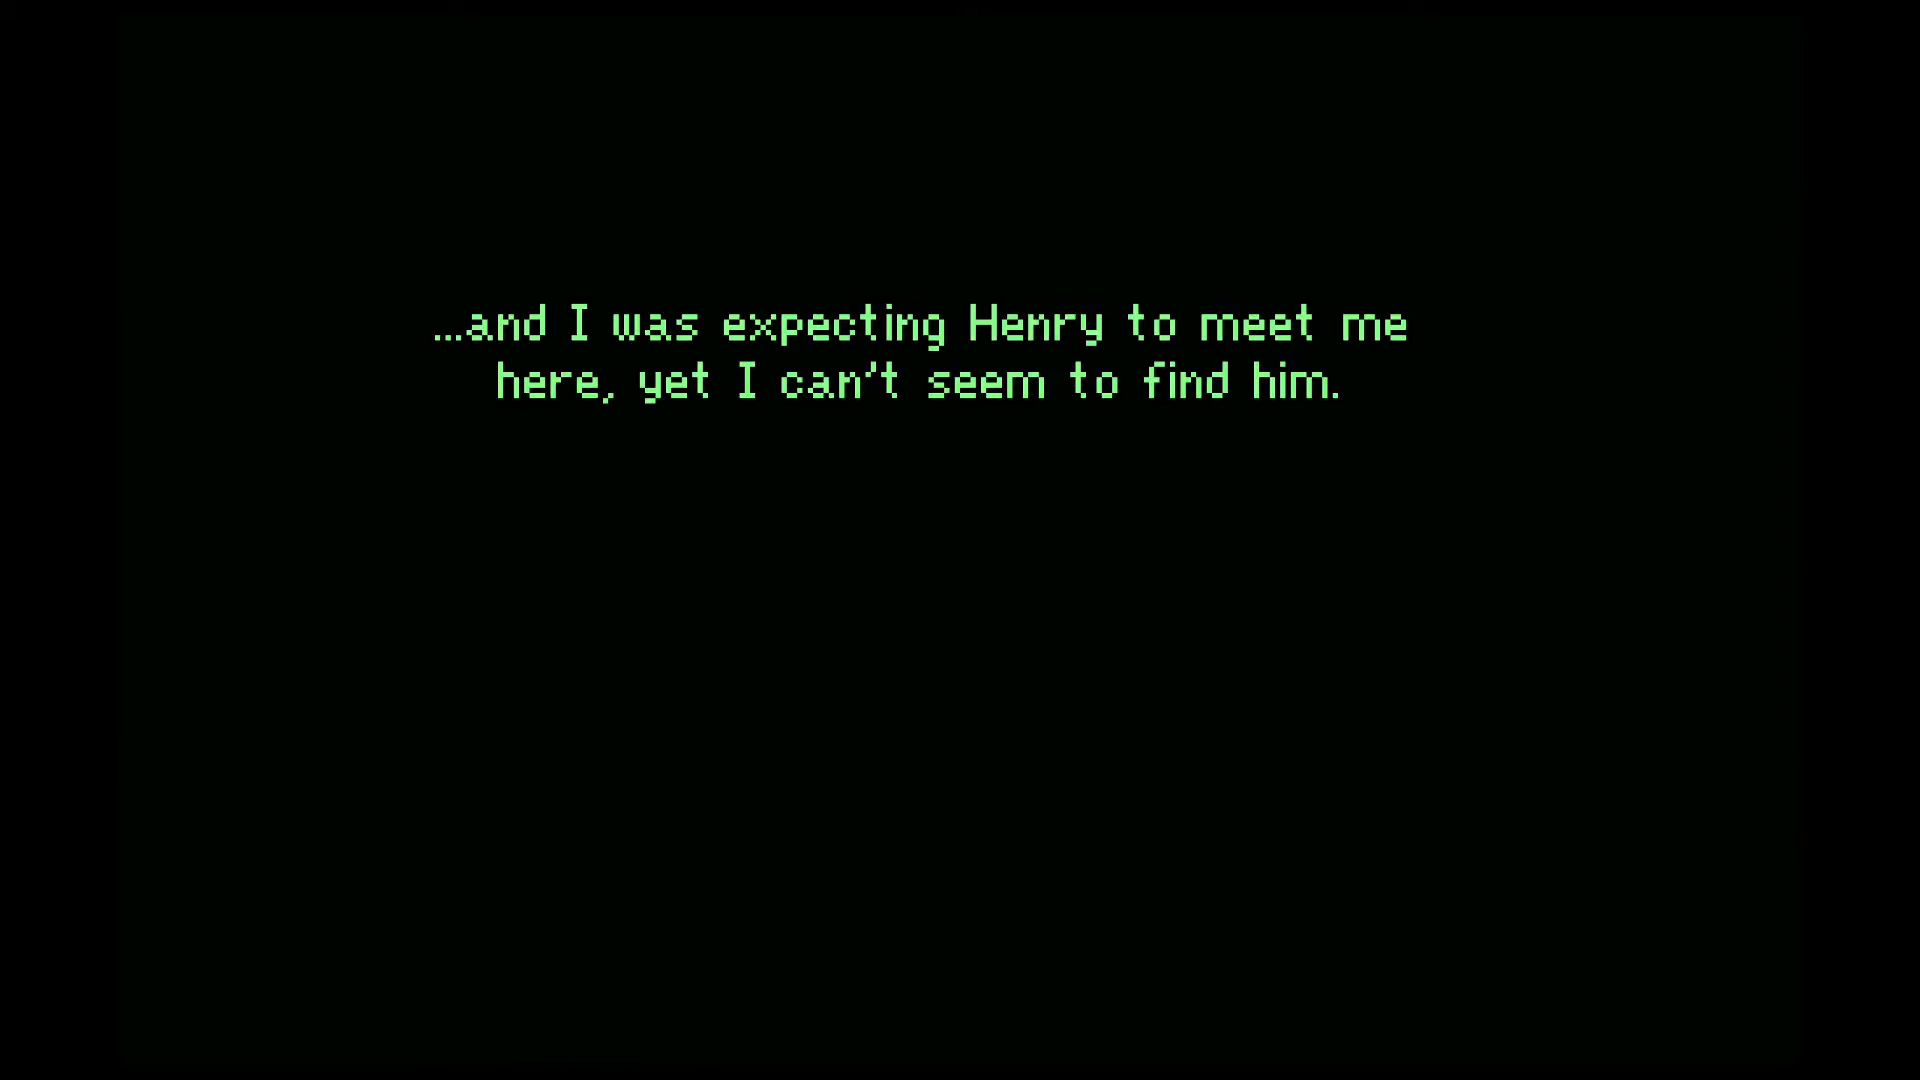 ...and I was expecting Henry to meet me
here, yet I can't seem to find him.